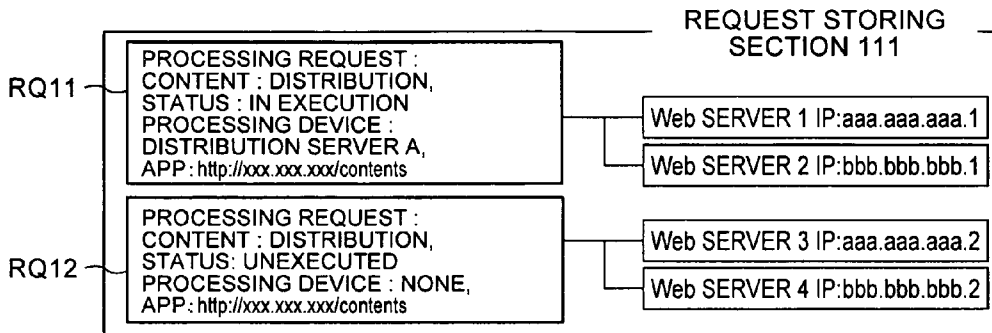 REQUEST STORING
SECTION 111
RQ11
PROCESSING REQUEST :
CONTENT : DISTRIBUTION,
STATUS : IN EXECUTION
PROCESSING DEVICE :
DISTRIBUTION SERVER A,
APP : http://xxx.xxx.xxx/contents
Web SERVER 1 IP:aaa.aaa.aaa.1
Web SERVER 2 IP:bbb.bbb.bbb.1
RQ12
PROCESSING REQUEST :
CONTENT : DISTRIBUTION,
STATUS: UNEXECUTED
PROCESSING DEVICE : NONE,
APP : http://xxx.xxx.xxx/contents
Web SERVER 3 IP:aaa.aaa.aaa.2
Web SERVER 4 IP:bbb.bbb.bbb.2